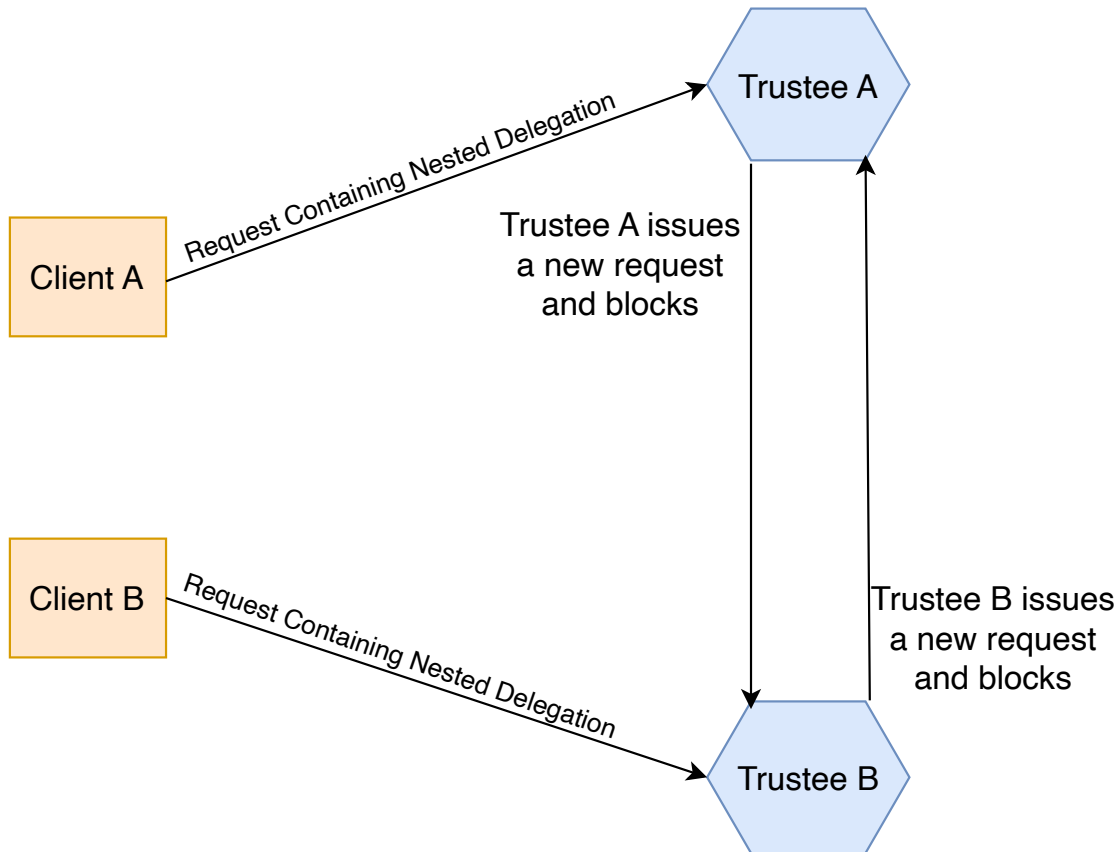 Trustee A
Request Containing Nested Delegation
Trustee A issues
a new request
and blocks
Client A
Client B
Request Containing Nested Delegation
Trustee B issues
a new request
and blocks
Trustee B